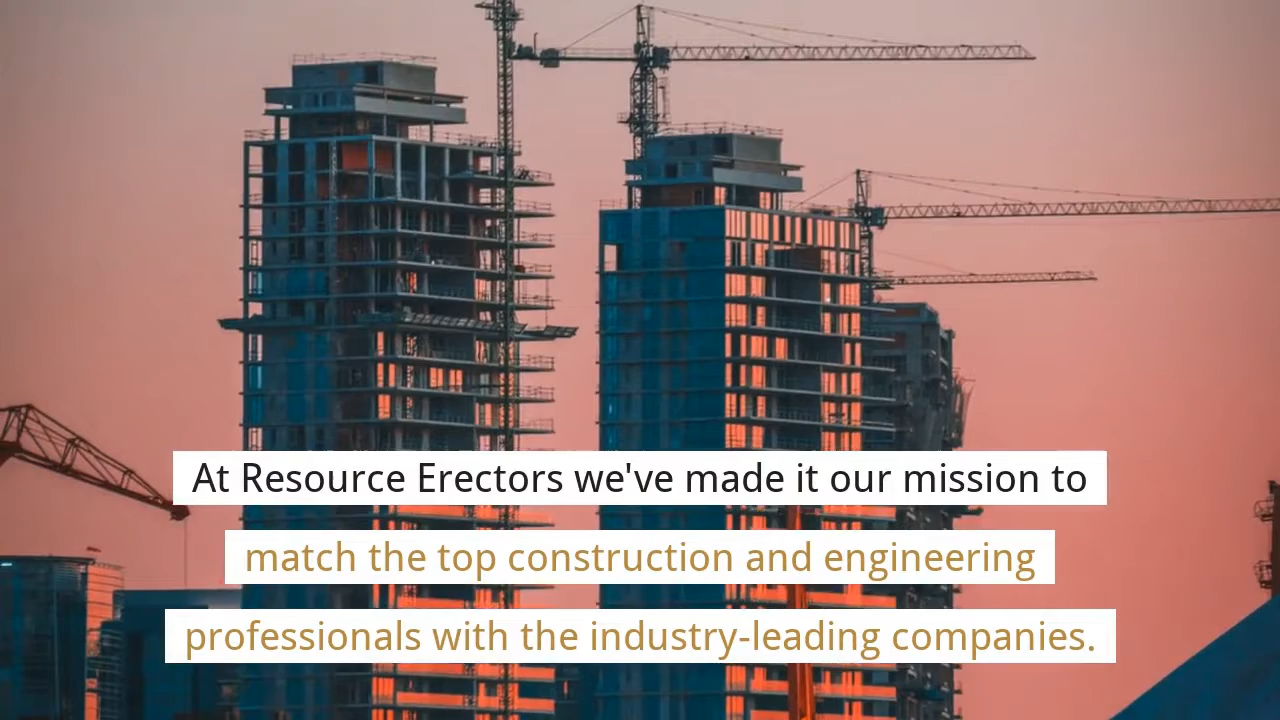 At Resource Erectors we've made it our mission to
match the top construction and engineering
professionals with the industry-leading companies.